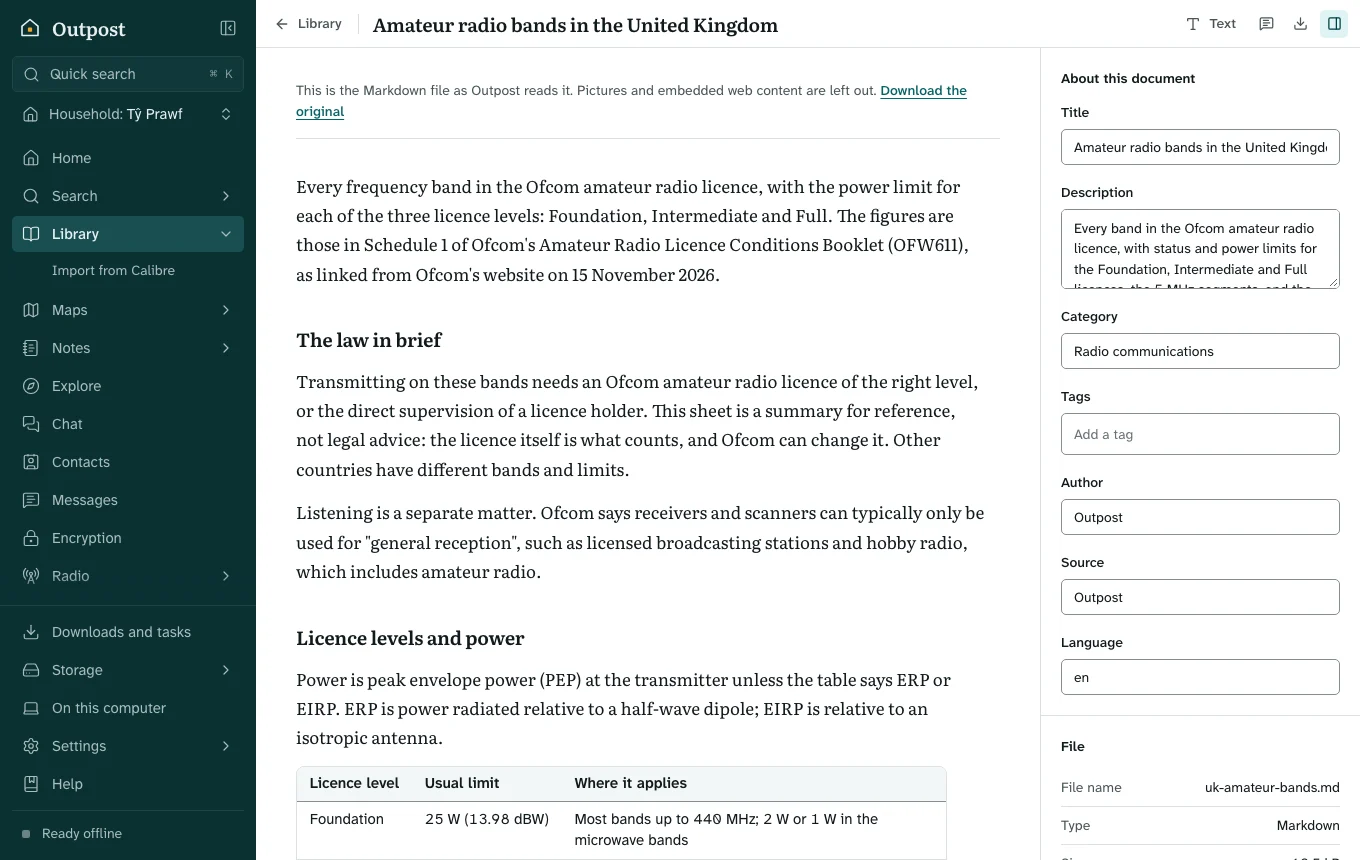 Outpost
Quick search ⌘ K
Household: Tŷ Prawf
Home
Search
Library
Import from Calibre
Maps
Notes
Explore
Chat
Contacts
Messages
Encryption
Radio
Downloads and tasks
Storage
On this computer
Settings
Help
Ready offline
Library
Amateur radio bands in the United Kingdom
Text
This is the Markdown file as Outpost reads it. Pictures and embedded web content are left out. Download the
original
Every frequency band in the Ofcom amateur radio licence, with the power limit for
each of the three licence levels: Foundation, Intermediate and Full. The figures are
those in Schedule 1 of Ofcom's Amateur Radio Licence Conditions Booklet (OFW611),
as linked from Ofcom's website on 15 November 2026.
The law in brief
Transmitting on these bands needs an Ofcom amateur radio licence of the right level,
or the direct supervision of a licence holder. This sheet is a summary for reference,
not legal advice: the licence itself is what counts, and Ofcom can change it. Other
countries have different bands and limits.
Listening is a separate matter. Ofcom says receivers and scanners can typically only be
used for "general reception", such as licensed broadcasting stations and hobby radio,
which includes amateur radio.
Licence levels and power
Power is peak envelope power (PEP) at the transmitter unless the table says ERP or
EIRP. ERP is power radiated relative to a half-wave dipole; EIRP is relative to an
isotropic antenna.
Licence level Usual limit Where it applies
Foundation 25 W (13.98 dBW) Most bands up to 440 MHz; 2 W or 1 W in the
microwave bands
About this document
Title
Amateur radio bands in the United Kingd
Description
Every band in the Ofcom amateur radio
licence, with status and power limits for
the Foundation, Intermediate and Full
licences, the 5 MHz segments, and the
Category
Radio communications
Tags
Add a tag
Author
Outpost
Source
Outpost
Language
en
File
File name uk-amateur-bands.md
Type Markdown